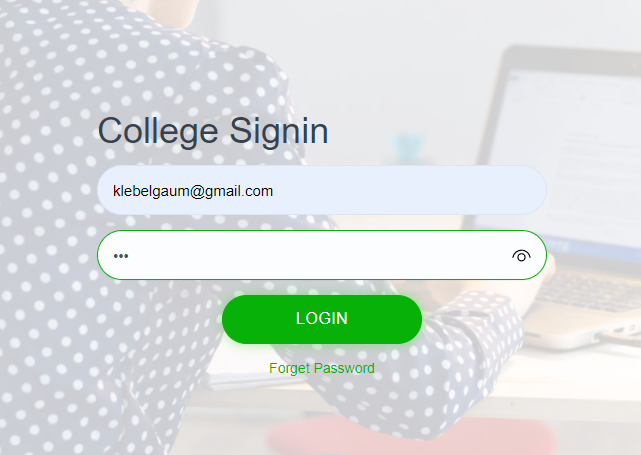 College Signin
klebelgaum@gmail.com
•••
LOGIN
Forget Password